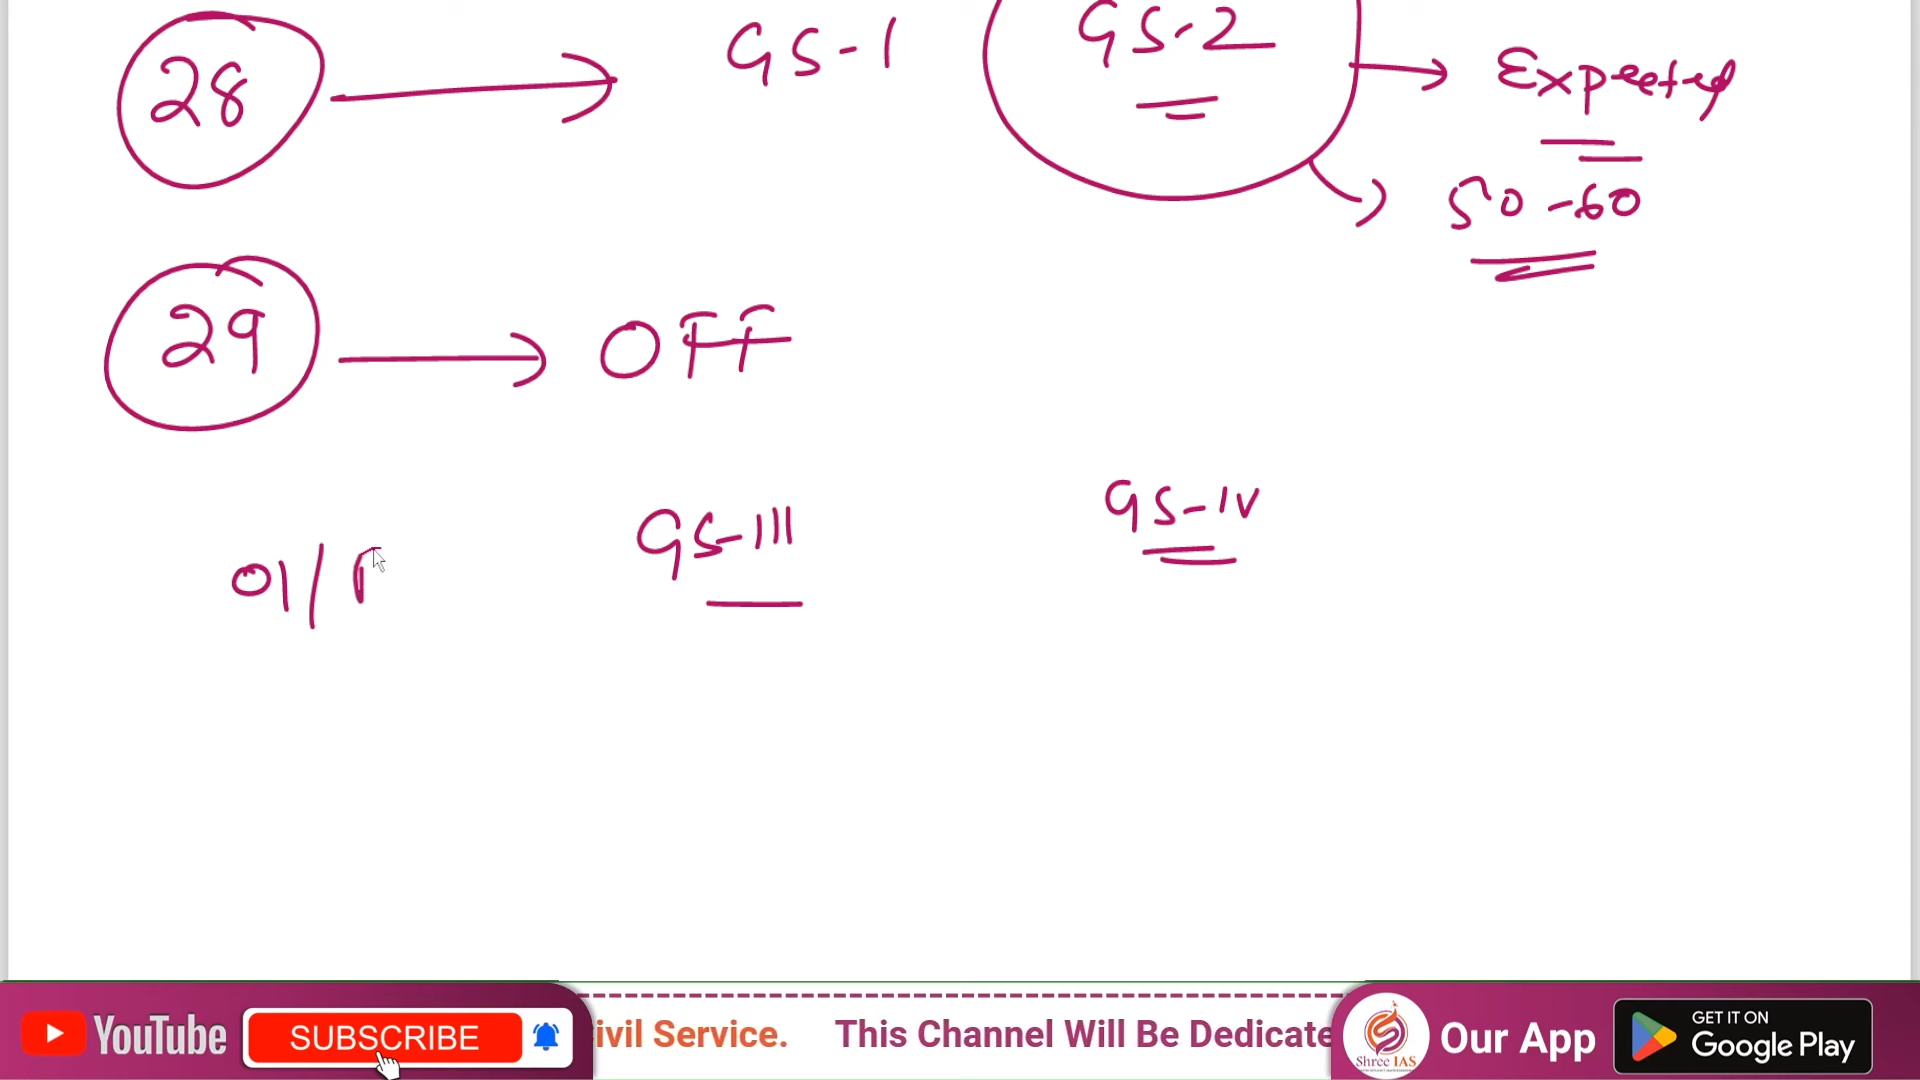 28 → GS-1 GS-2 → Expected
50-60
29 → OFF
GS-III GS-IV
01/
YouTube SUBSCRIBE ivil Service. This Channel Will Be Dedicate Shree IAS Our App GET IT ON Google Play